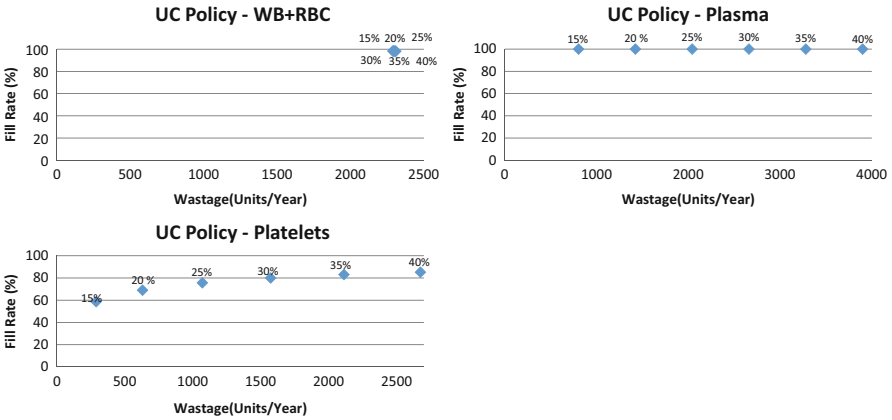 UC Policy - WB+RBC
15% 20% 25%
30% 35% 40%
100
80
60
40
20
0
Fill Rate (%)
0 500 1000 1500 2000 2500
Wastage(Units/Year)
UC Policy - Plasma
15% 20 % 25% 30% 35% 40%
100
80
60
40
20
0
Fill Rate (%)
0 1000 2000 3000 4000
Wastage(Units/Year)
UC Policy - Platelets
15% 20 % 25% 30% 35% 40%
100
80
60
40
20
0
Fill Rate (%)
0 500 1000 1500 2000 2500
Wastage(Units/Year)